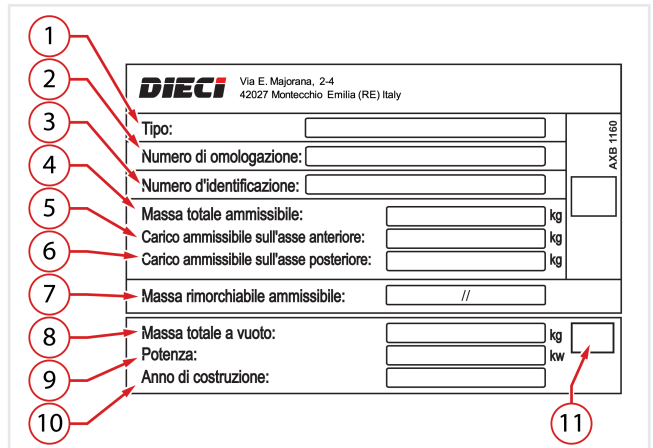 1
2
3
4
5
6
7
8
9
10
11
DIECI
Via E. Majorana, 2-4
42027 Montecchio Emilia (RE) Italy
Tipo:
AXB 1160
Numero di omologazione:
Numero d'identificazione:
Massa totale ammissibile: kg
Carico ammissibile sull'asse anteriore: kg
Carico ammissibile sull'asse posteriore: kg
Massa rimorchiabile ammissibile: //
Massa totale a vuoto: kg
Potenza: kw
Anno di costruzione: